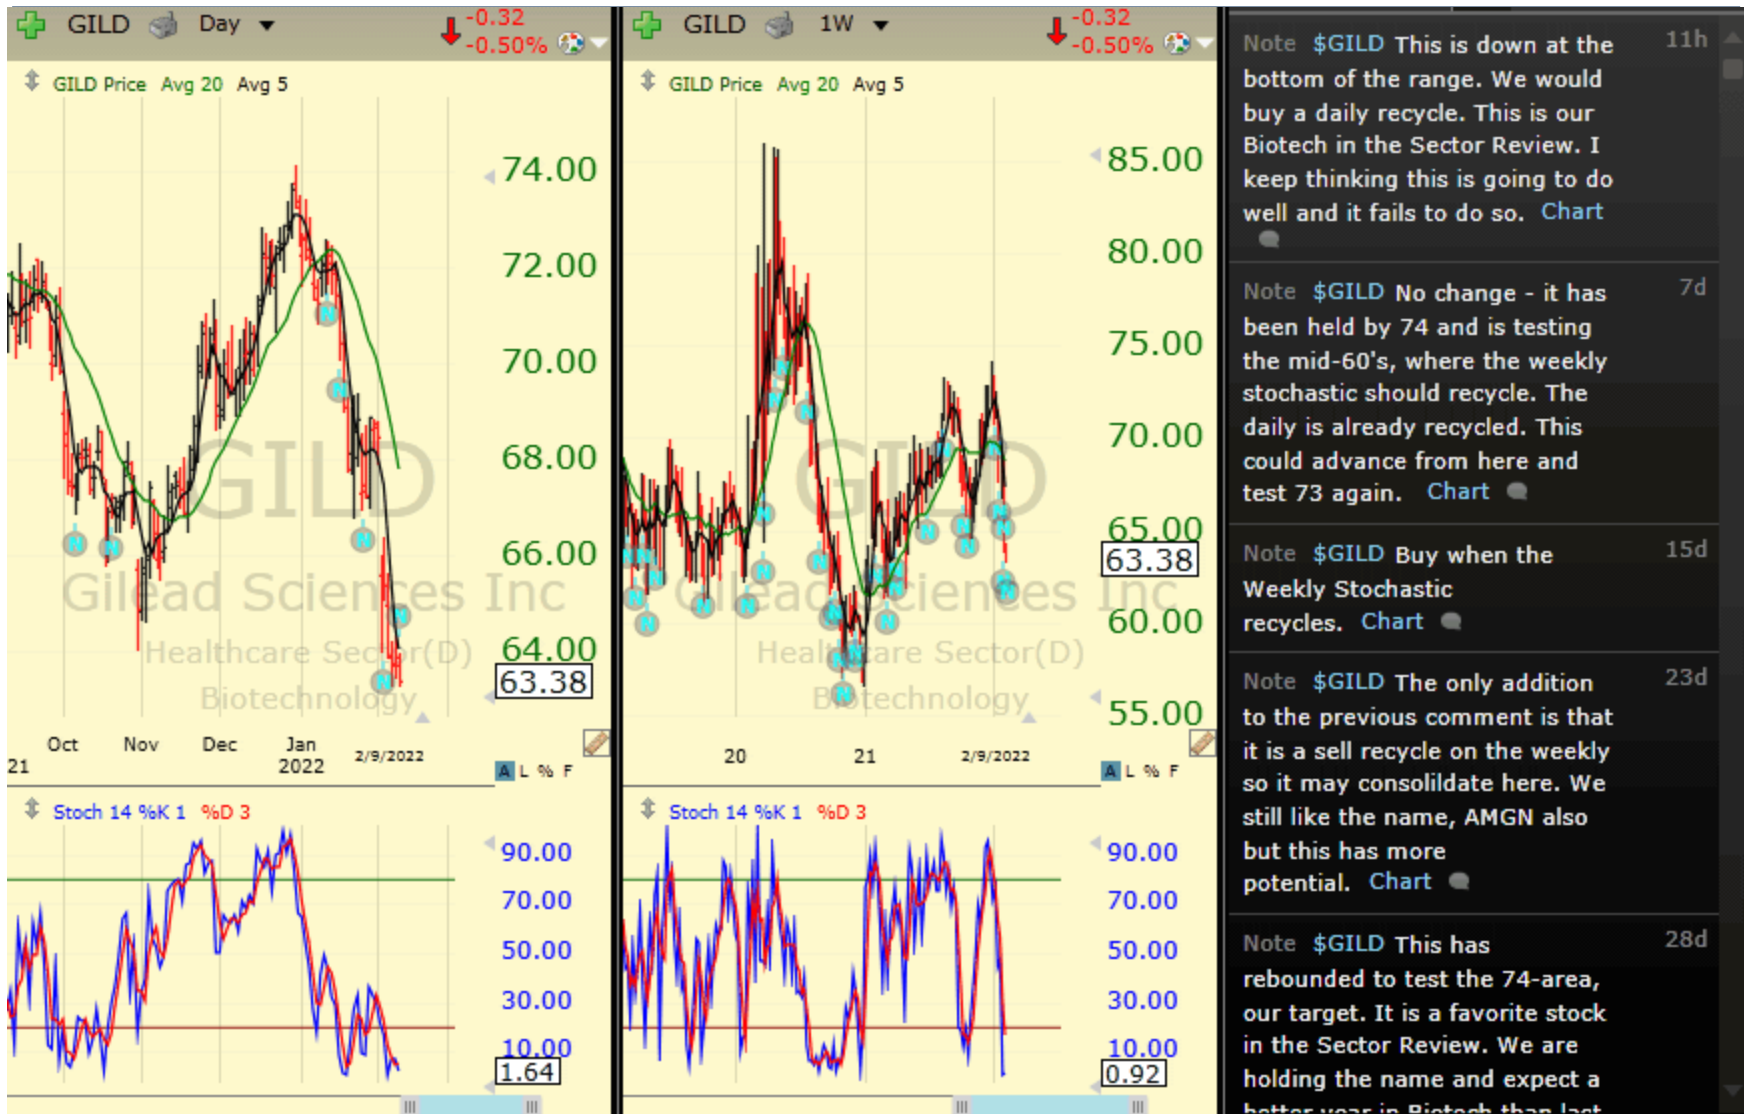 GILD Day
-0.32
-0.50%
GILD Price Avg 20 Avg 5
74.00
72.00
70.00
68.00
66.00
64.00
63.38
GILD
Gilead Sciences Inc
Healthcare Sector(D)
Biotechnology
Oct Nov Dec Jan 2/9/2022
21 2022
A L % F
Stoch 14 %K 1 %D 3
90.00
70.00
50.00
30.00
10.00
1.64
GILD 1W
-0.32
-0.50%
GILD Price Avg 20 Avg 5
85.00
80.00
75.00
70.00
65.00
63.38
60.00
55.00
GILD
Gilead Sciences Inc
Healthcare Sector(D)
Biotechnology
20 21 2/9/2022
A L % F
Stoch 14 %K 1 %D 3
90.00
70.00
50.00
30.00
10.00
0.92
Note $GILD This is down at the 11h
bottom of the range. We would
buy a daily recycle. This is our
Biotech in the Sector Review. I
keep thinking this is going to do
well and it fails to do so. Chart
Note $GILD No change - it has 7d
been held by 74 and is testing
the mid-60's, where the weekly
stochastic should recycle. The
daily is already recycled. This
could advance from here and
test 73 again. Chart
Note $GILD Buy when the 15d
Weekly Stochastic
recycles. Chart
Note $GILD The only addition 23d
to the previous comment is that
it is a sell recycle on the weekly
so it may consolildate here. We
still like the name, AMGN also
but this has more
potential. Chart
Note $GILD This has 28d
rebounded to test the 74-area,
our target. It is a favorite stock
in the Sector Review. We are
holding the name and expect a
better year in Biotech than last